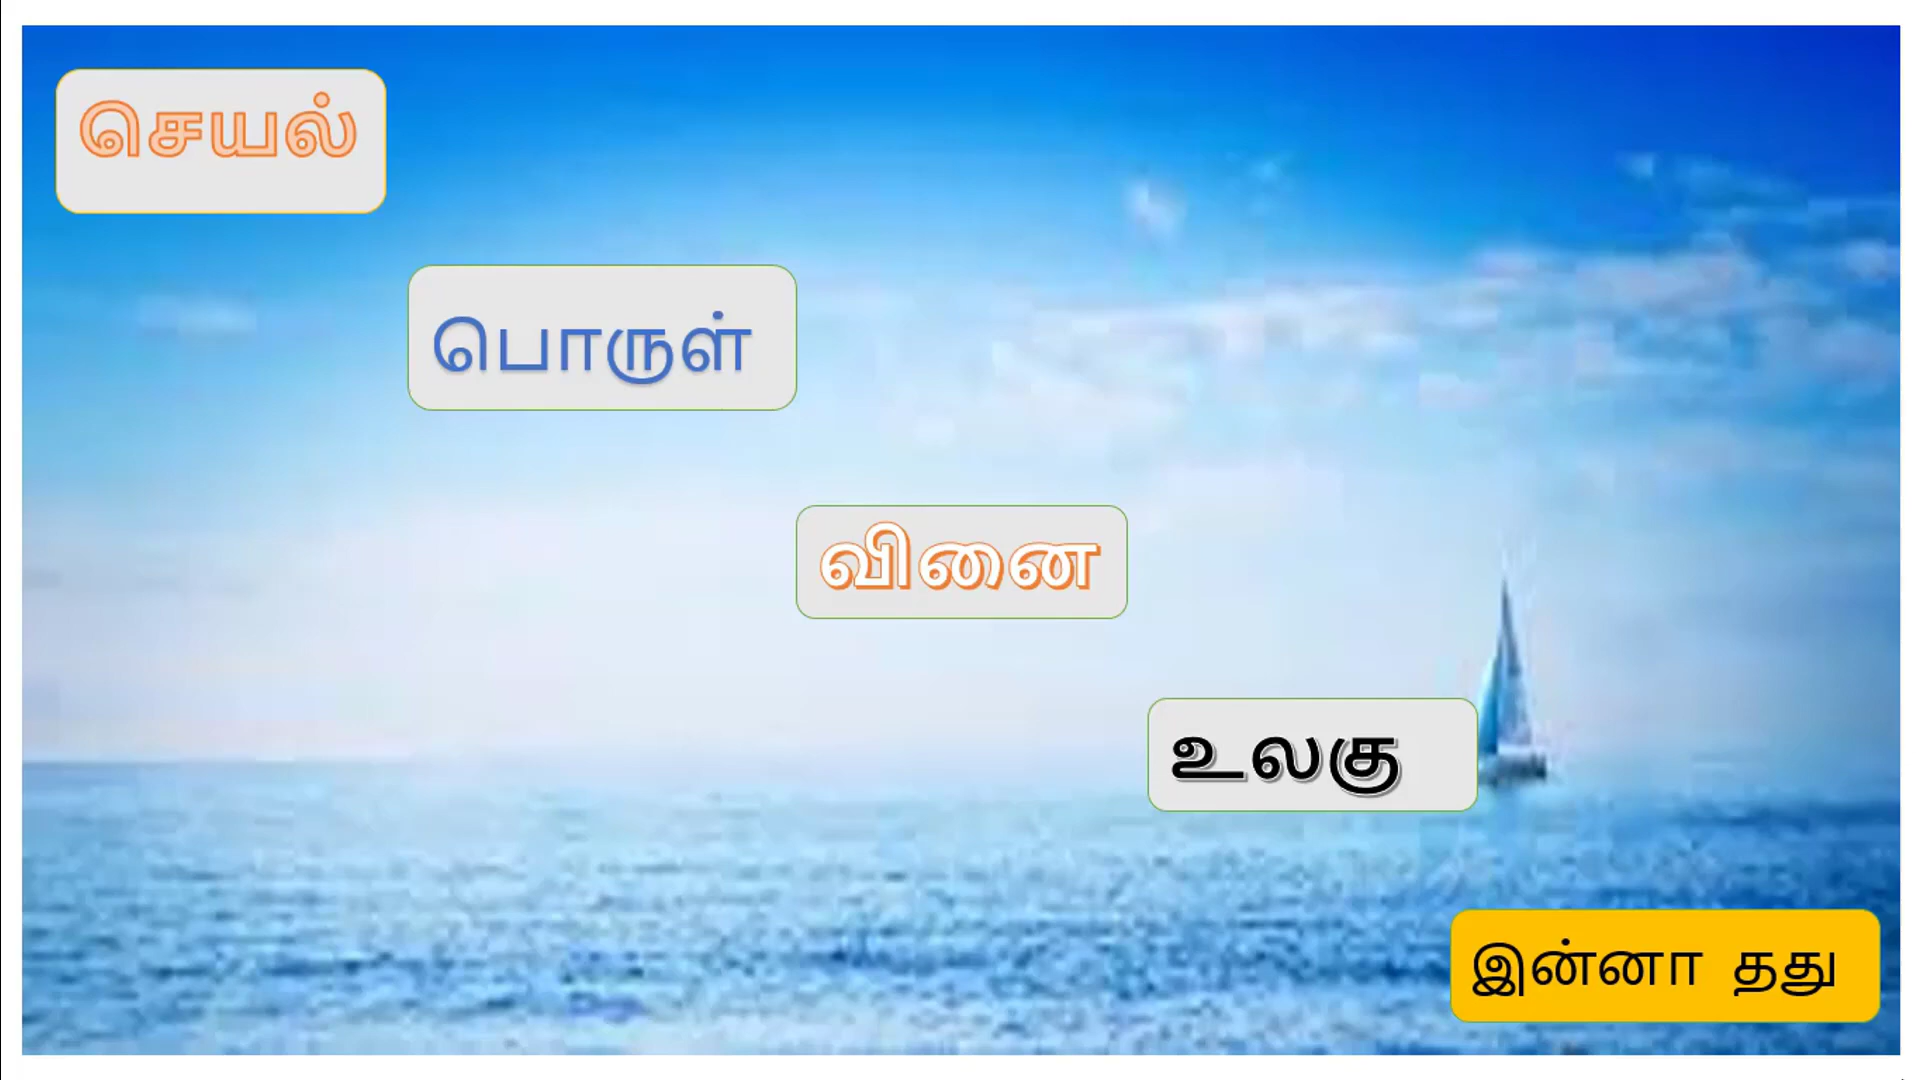 செயல்
பொருள்
வினை
உலகு
இன்னா தது